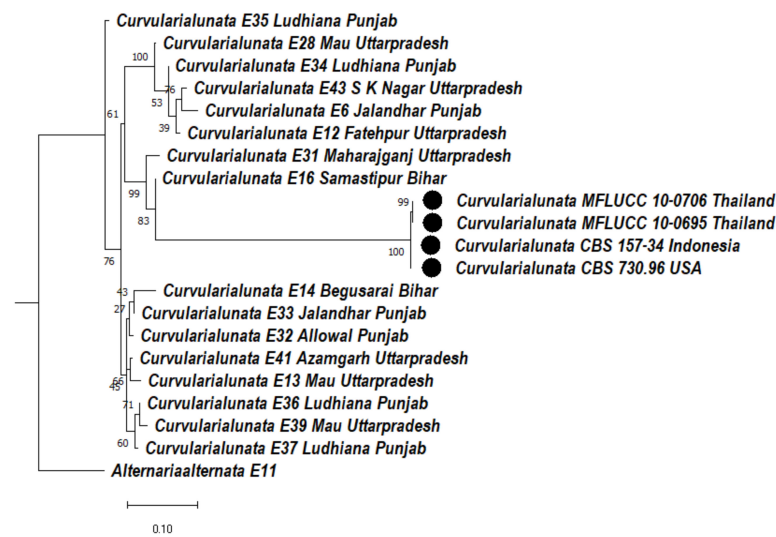 Curvularialunata E35 Ludhiana Punjab
Curvularialunata E28 Mau Uttarpradesh
100
Curvularialunata E34 Ludhiana Punjab
76
Curvularialunata E43 S K Nagar Uttarpradesh
53
Curvularialunata E6 Jalandhar Punjab
61
39
Curvularialunata E12 Fatehpur Uttarpradesh
Curvularialunata E31 Maharajganj Uttarpradesh
Curvularialunata E16 Samastipur Bihar
99
99
Curvularialunata MFLUCC 10-0706 Thailand
83
Curvularialunata MFLUCC 10-0695 Thailand
Curvularialunata CBS 157-34 Indonesia
100
Curvularialunata CBS 730.96 USA
76
43
Curvularialunata E14 Begusarai Bihar
27
Curvularialunata E33 Jalandhar Punjab
Curvularialunata E32 Allowal Punjab
Curvularialunata E41 Azamgarh Uttarpradesh
66
Curvularialunata E13 Mau Uttarpradesh
45
71
Curvularialunata E36 Ludhiana Punjab
Curvularialunata E39 Mau Uttarpradesh
60
Curvularialunata E37 Ludhiana Punjab
Alternariaalternata E11
0.10